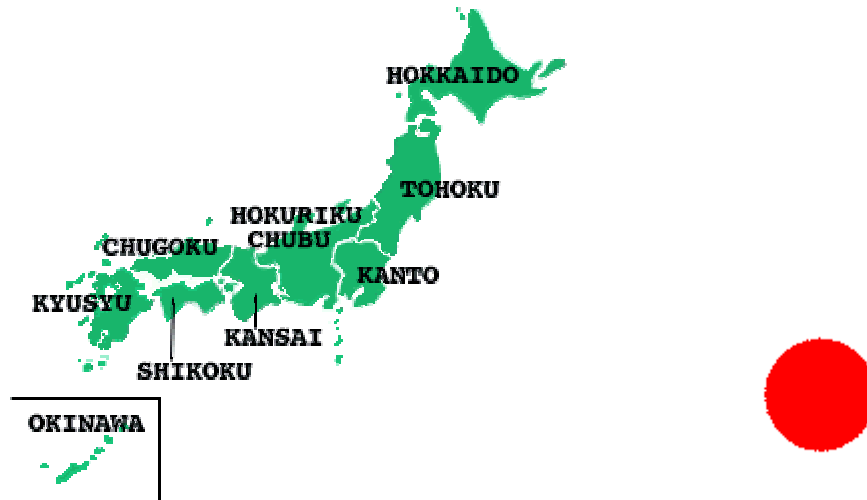 HOKKAIDO
TOHOKU
HOKURIKU
CHUBU
CHUGOKU
KANTO
KYUSYU
KANSAI
SHIKOKU
OKINAWA